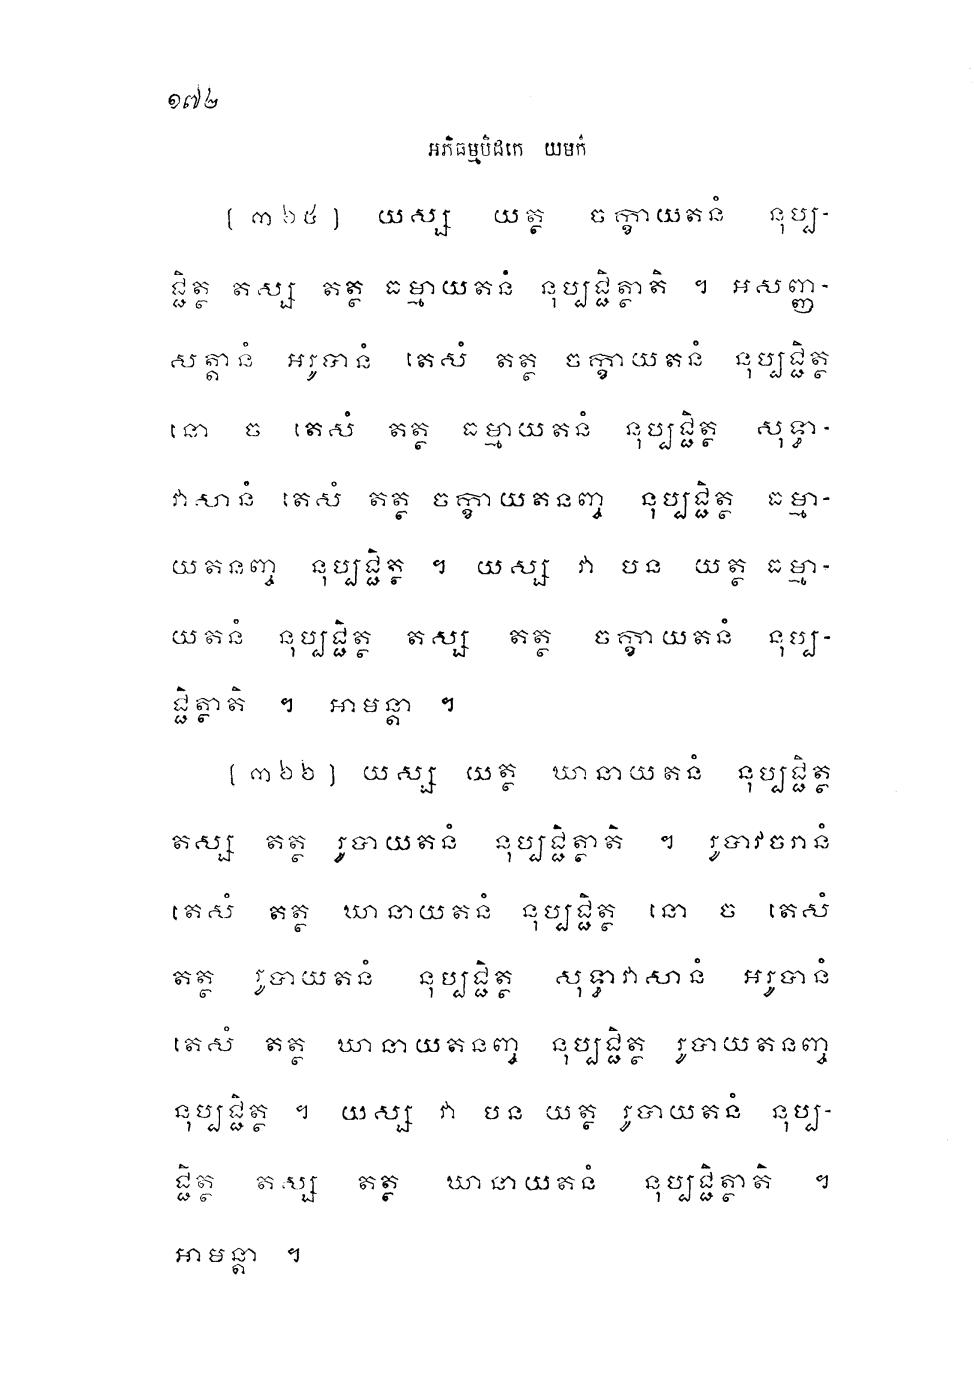 ១៧២
អភិធម្មបិដកេ យមកំ
(៣៦៥) យស្ស យត្ថ ចក្ខាយតនំ នុប្ប-
ជ្ជិត្ថ តស្ស តត្ថ ធម្មាយតនំ នុប្បជ្ជិត្ថាតិ ។ អសញ្ញ-
សត្តានំ អរូបានំ តេសំ តត្ថ ចក្ខាយតនំ នុប្បជ្ជិត្ថ
នោ ច តេសំ តត្ថ ធម្មាយតនំ នុប្បជ្ជិត្ថ សុទ្ធា-
វាសានំ តេសំ តត្ថ ចក្ខាយតនញ្ច នុប្បជ្ជិត្ថ ធម្មា-
យតនញ្ច នុប្បជ្ជិត្ថ ។ យស្ស វា បន យត្ថ ធម្មា-
យតនំ នុប្បជ្ជិត្ថ តស្ស តត្ថ ចក្ខាយតនំ នុប្ប-
ជ្ជិត្ថាតិ ។ អាមន្តា ។
(៣៦៦) យស្ស យត្ថ ឃានាយតនំ នុប្បជ្ជិត្ថ
តស្ស តត្ថ រូបាយតនំ នុប្បជ្ជិត្ថាតិ ។ រូបាវចរានំ
តេសំ តត្ថ ឃានាយតនំ នុប្បជ្ជិត្ថ នោ ច តេសំ
តត្ថ រូបាយតនំ នុប្បជ្ជិត្ថ សុទ្ធាវាសានំ អរូបានំ
តេសំ តត្ថ ឃានាយតនញ្ច នុប្បជ្ជិត្ថ រូបាយតនញ្ច
នុប្បជ្ជិត្ថ ។ យស្ស វា បន យត្ថ រូបាយតនំ នុប្ប-
ជ្ជិត្ថ តស្ស តត្ថ ឃានាយតនំ នុប្បជ្ជិត្ថាតិ ។
អាមន្តា ។